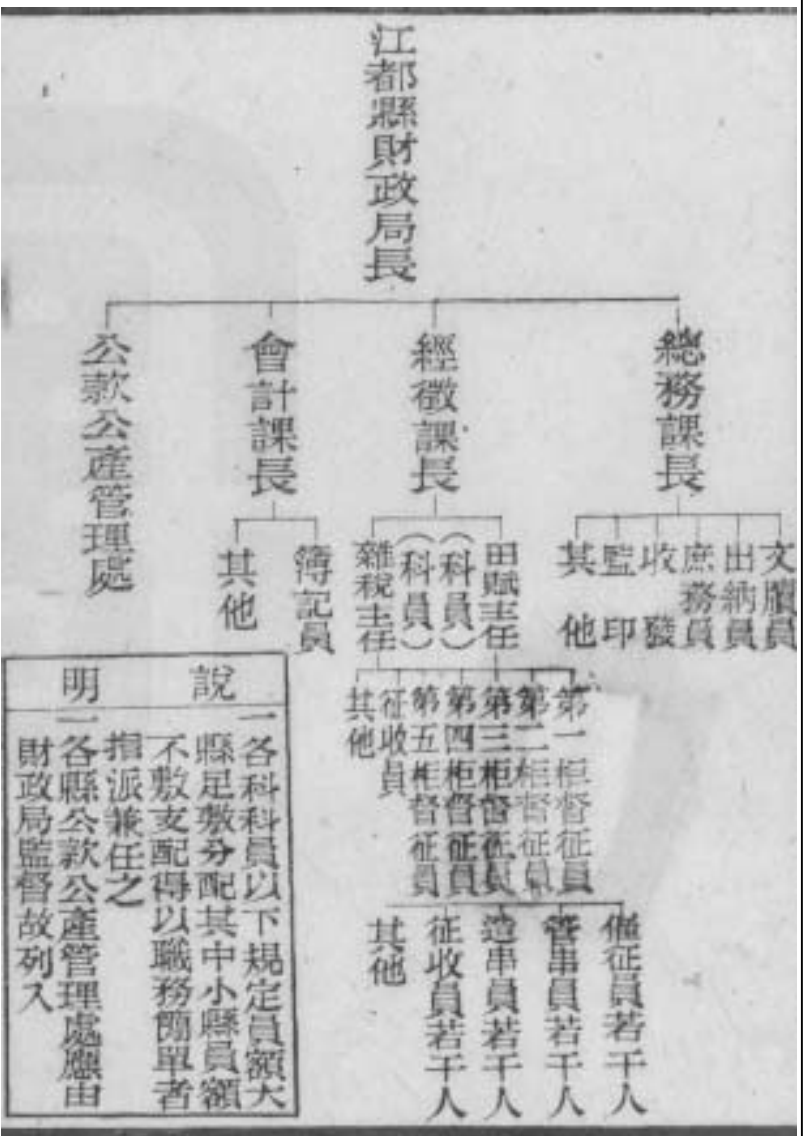 江都縣財政局長
總務課長
經徵課長
會計課長
公款公產管理處
文牘員
出納員
庶務員
收發
監印
其他
田賦主任
（科員）
（科員）
雜稅主任
簿記員
其他
第一柜督征員
第二柜督征員
第三柜督征員
第四柜督征員
第五柜督征員
征收員
其他
催征員若干人
管串員若干人
造串員若干人
征收員若干人
其他
說明
一各科科員以下規定員額大
縣足敷分配其中小縣員額
不敷支配得以職務簡單者
指派兼任之
一各縣公款公產管理處應由
財政局監督故列入